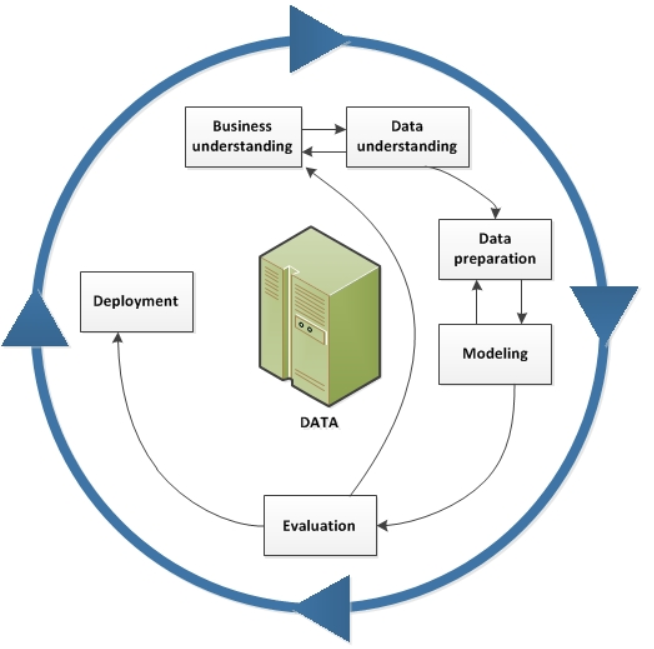 Business
understanding
Data
understanding
Data
preparation
Deployment
Modeling
DATA
Evaluation